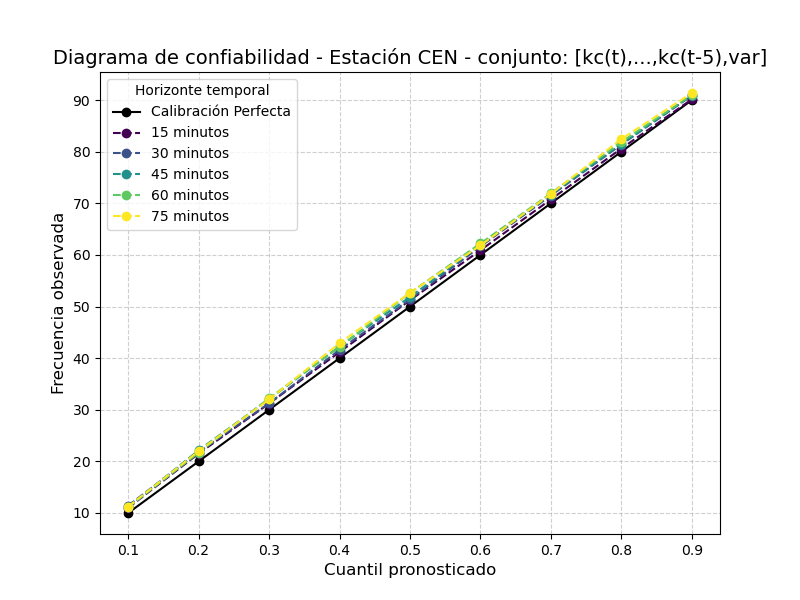 Diagrama de confiabilidad - Estación CEN - conjunto: [kc(t),...,kc(t-5),var]
Horizonte temporal
Calibración Perfecta
15 minutos
30 minutos
45 minutos
60 minutos
75 minutos
Frecuencia observada
90
80
70
60
50
40
30
20
10
0.1 0.2 0.3 0.4 0.5 0.6 0.7 0.8 0.9
Cuantil pronosticado